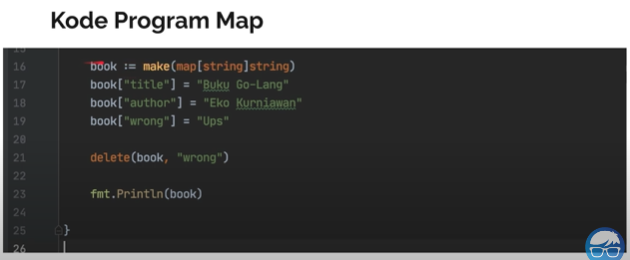 Kode Program Map
15
16 book := make(map[string]string)
17 book["title"] = "Buku Go-Lang"
18 book["author"] = "Eko Kurniawan"
19 book["wrong"] = "Ups"
20
21 delete(book, "wrong")
22
23 fmt.Println(book)
24
25 }
26